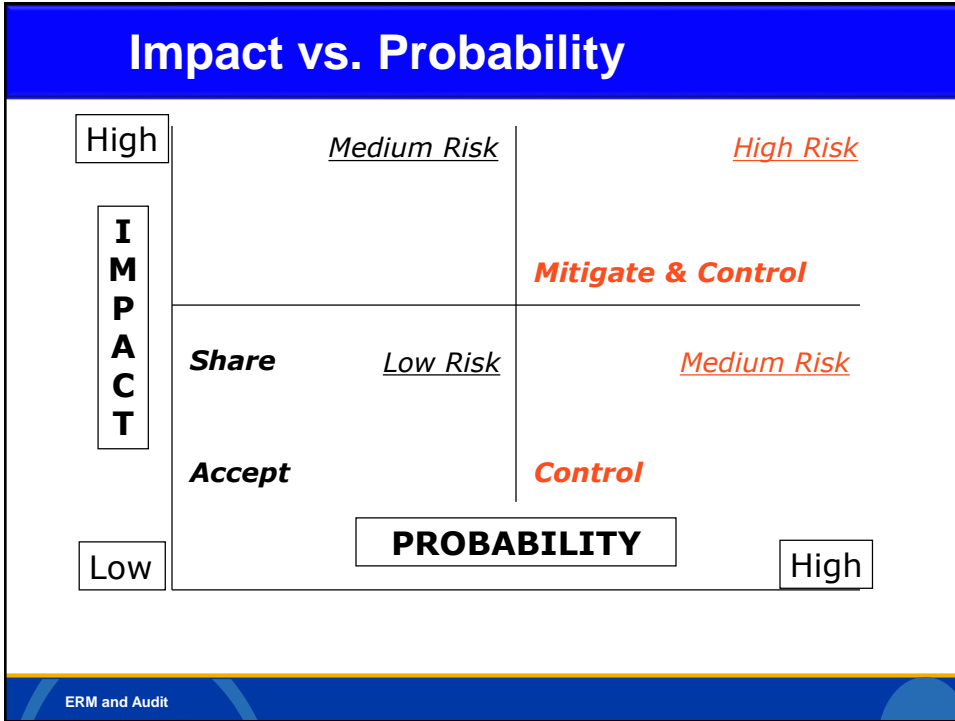 Impact vs. Probability
High
Medium Risk
High Risk
I
M
P
A
C
T
Mitigate & Control
Share
Low Risk
Medium Risk
Accept
Control
PROBABILITY
Low
High
ERM and Audit